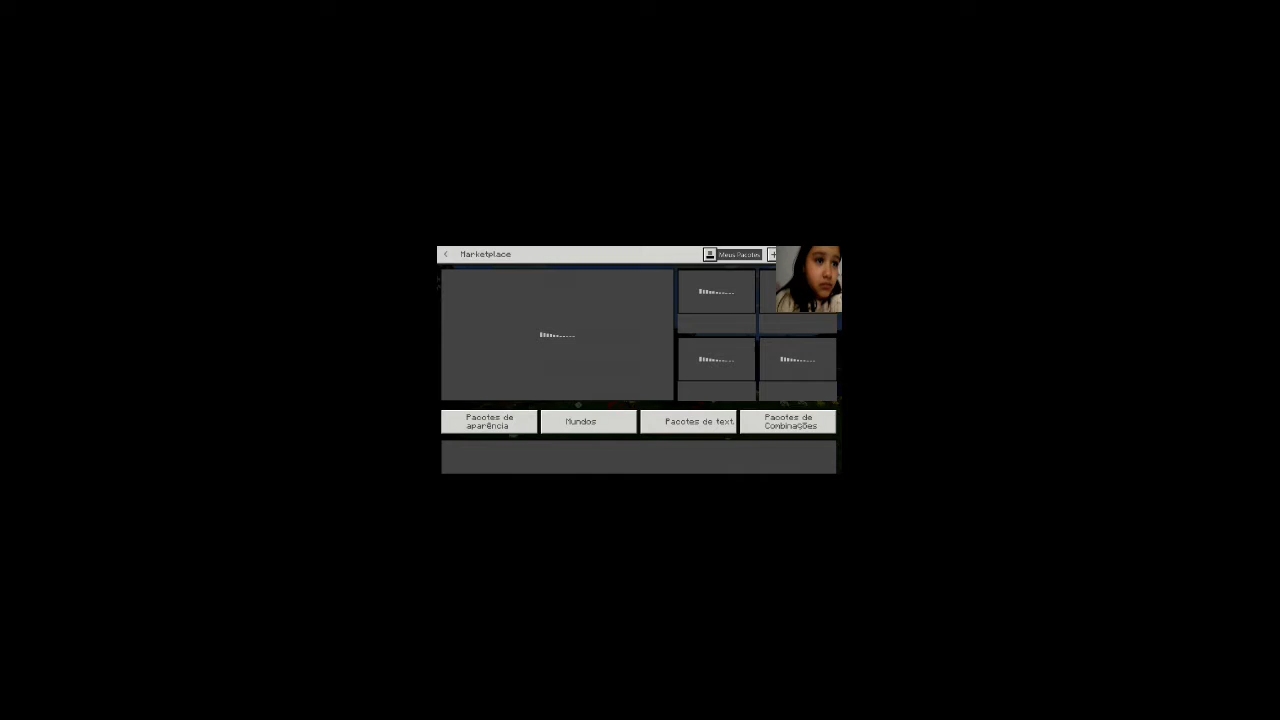 Marketplace
Meus Pacotes
Pacotes de
aparência
Mundos
Pacotes de text.
Pacotes de
Combinações